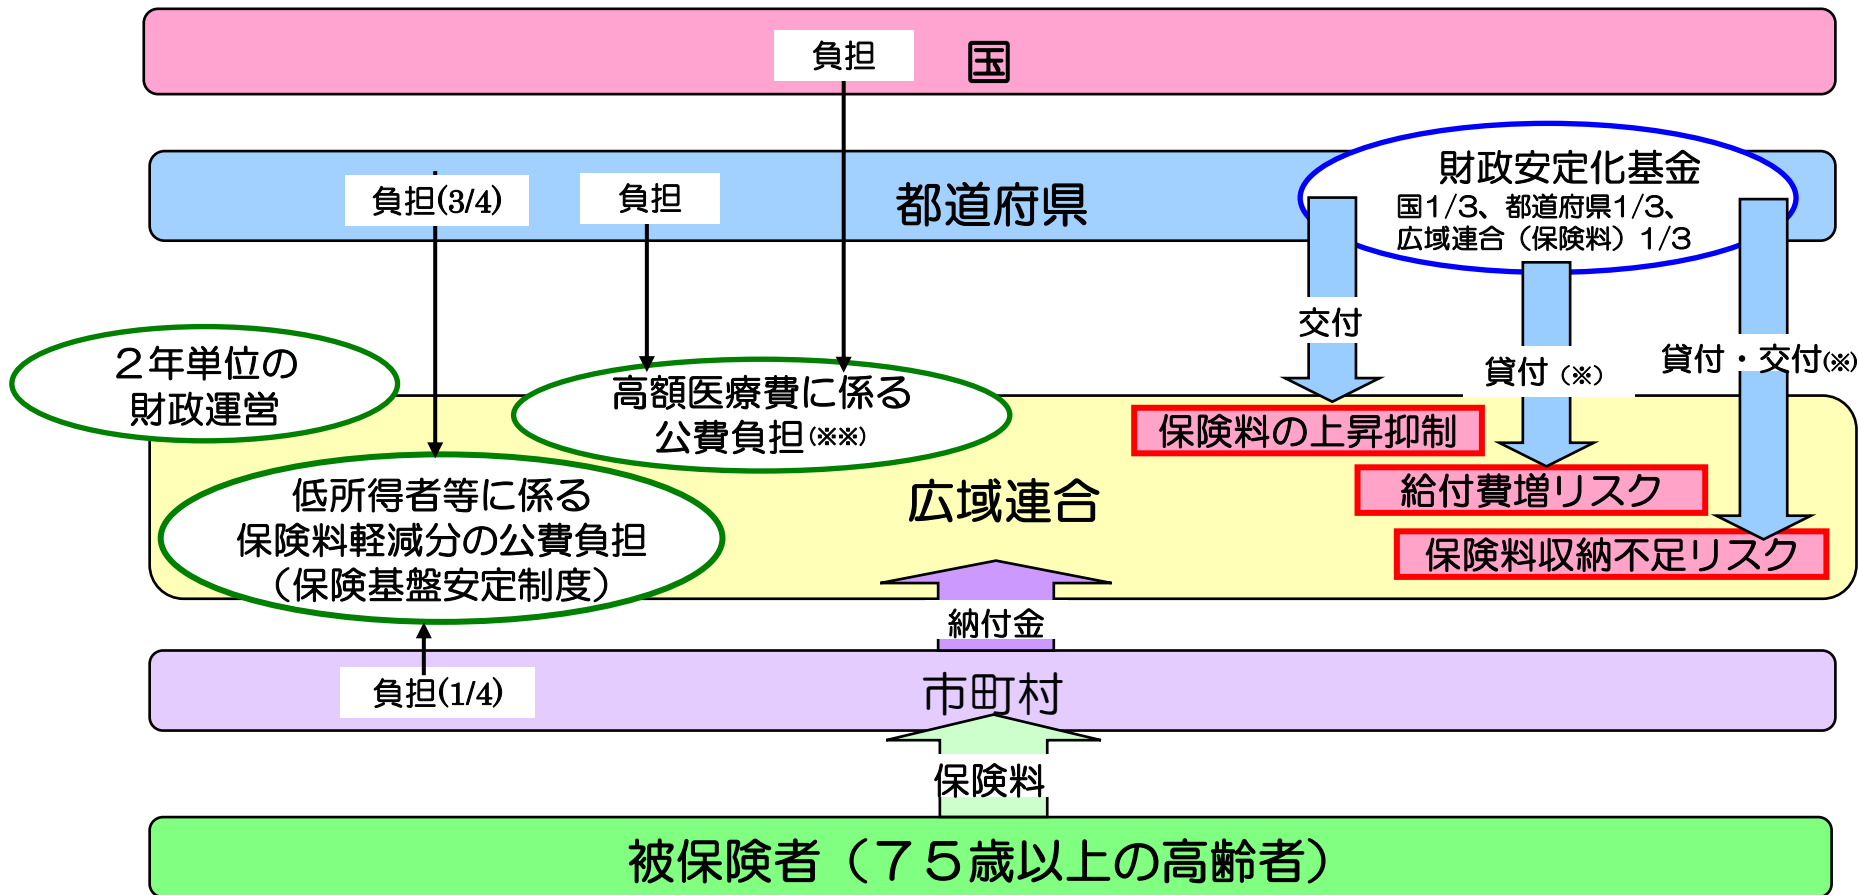 負担
国
財政安定化基金
国1/3、都道府県1/3、
広域連合（保険料）1/3
負担(3/4)
負担
都道府県
交付
貸付（※）
貸付・交付(※)
２年単位の
財政運営
高額医療費に係る
公費負担(※※)
保険料の上昇抑制
給付費増リスク
保険料収納不足リスク
低所得者等に係る
保険料軽減分の公費負担
（保険基盤安定制度）
広域連合
納付金
負担(1/4)
市町村
保険料
被保険者（７５歳以上の高齢者）